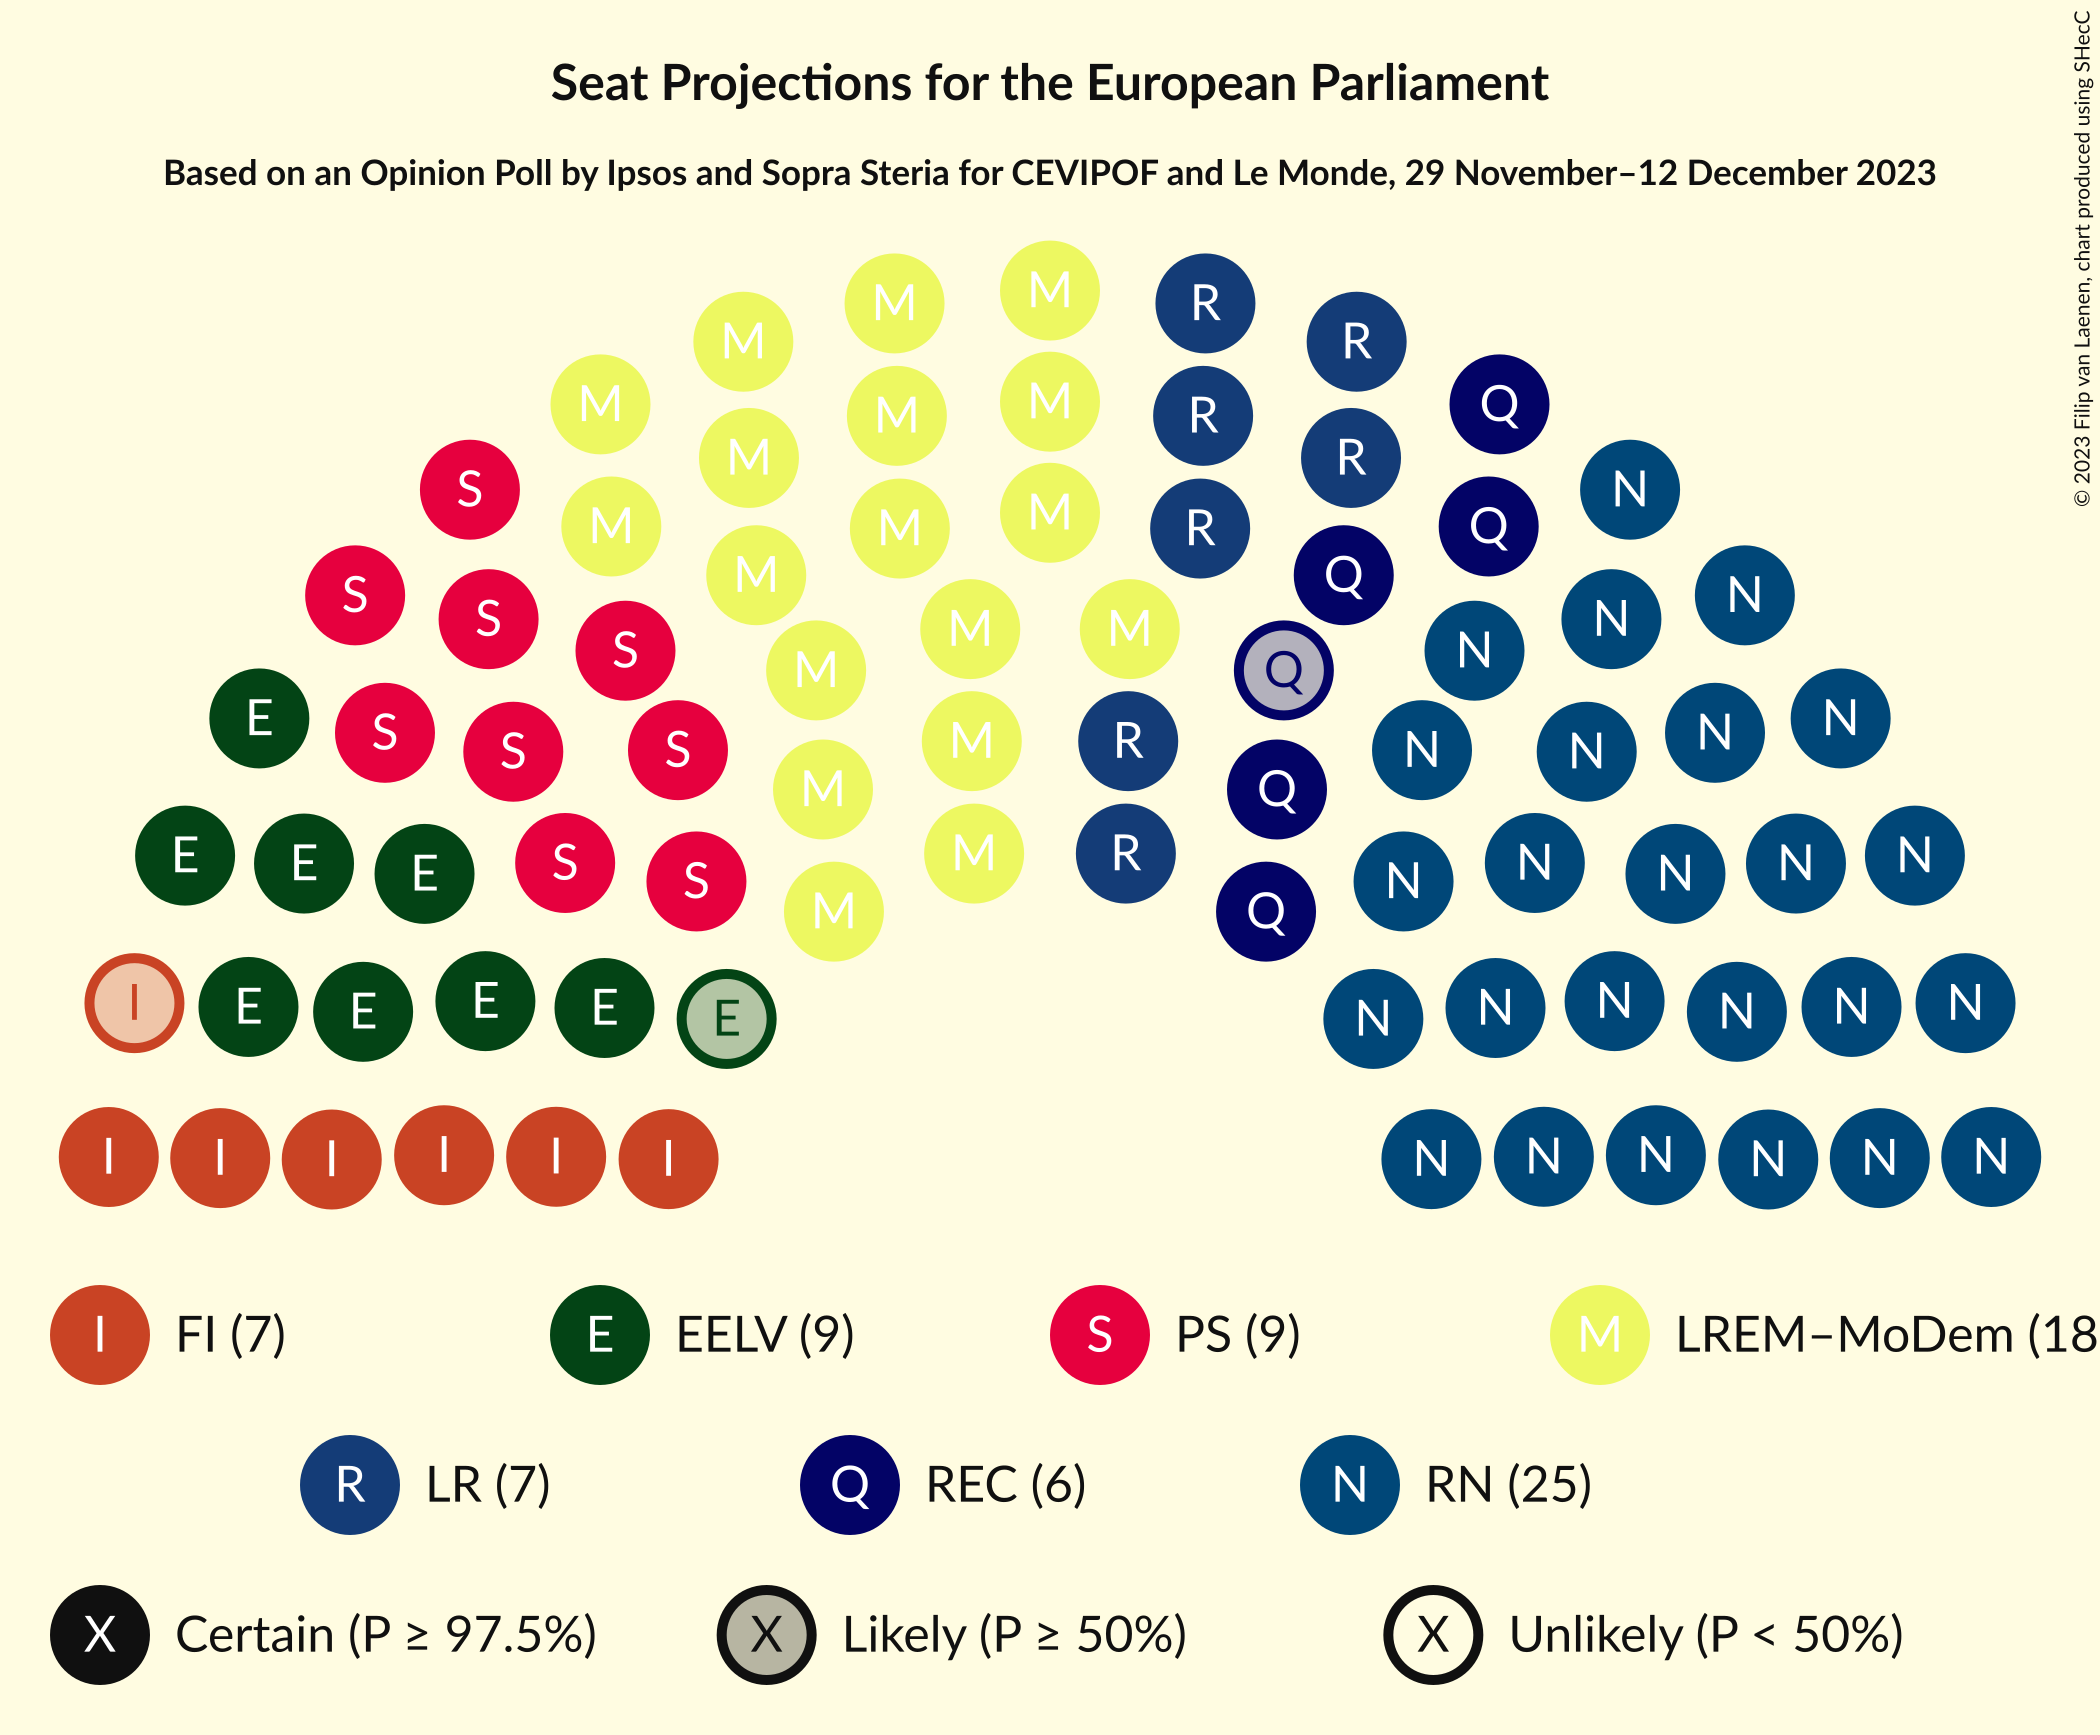 Seat Projections for the European Parliament
Based on an Opinion Poll by Ipsos and Sopra Steria for CEVIPOF and Le Monde, 29 November–12 December 2023
© 2023 Filip van Laenen, chart produced using SHecC
M M M R R
M M Q
M M R R
S M M N
M M R Q
S S M Q N N
S M M Q N
E S S S M R N N N N
M Q
E E E S S M R N N N N N
M Q
I E E E E E N N N N N N
I I I I I I N N N N N N
I FI (7) E EELV (9) S PS (9) M LREM–MoDem (18
R LR (7) Q REC (6) N RN (25)
X Certain (P ≥ 97.5%) X Likely (P ≥ 50%) X Unlikely (P < 50%)